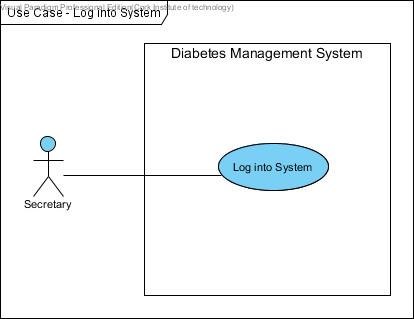 Visual Paradigm Professional Edition(Cork Institute of technology)
Use Case - Log into System
Diabetes Management System
Log into System
Secretary